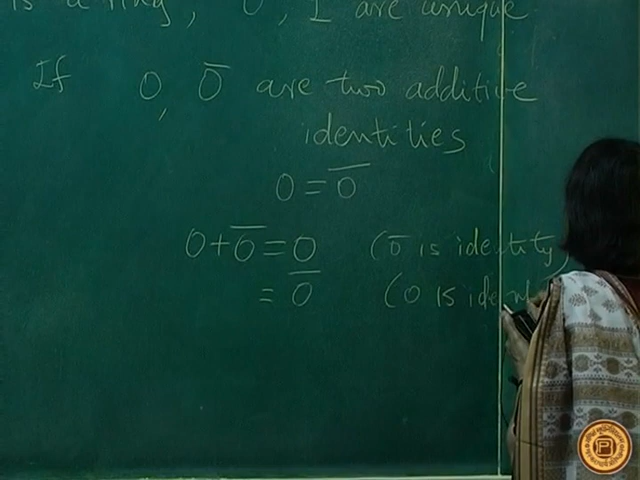 is a ring, 0, 1 are unique
If 0, 0̅ are two additive
identities
0 = 0̅
0 + 0̅ = 0 (0̅ is identity)
= 0̅ (0 is